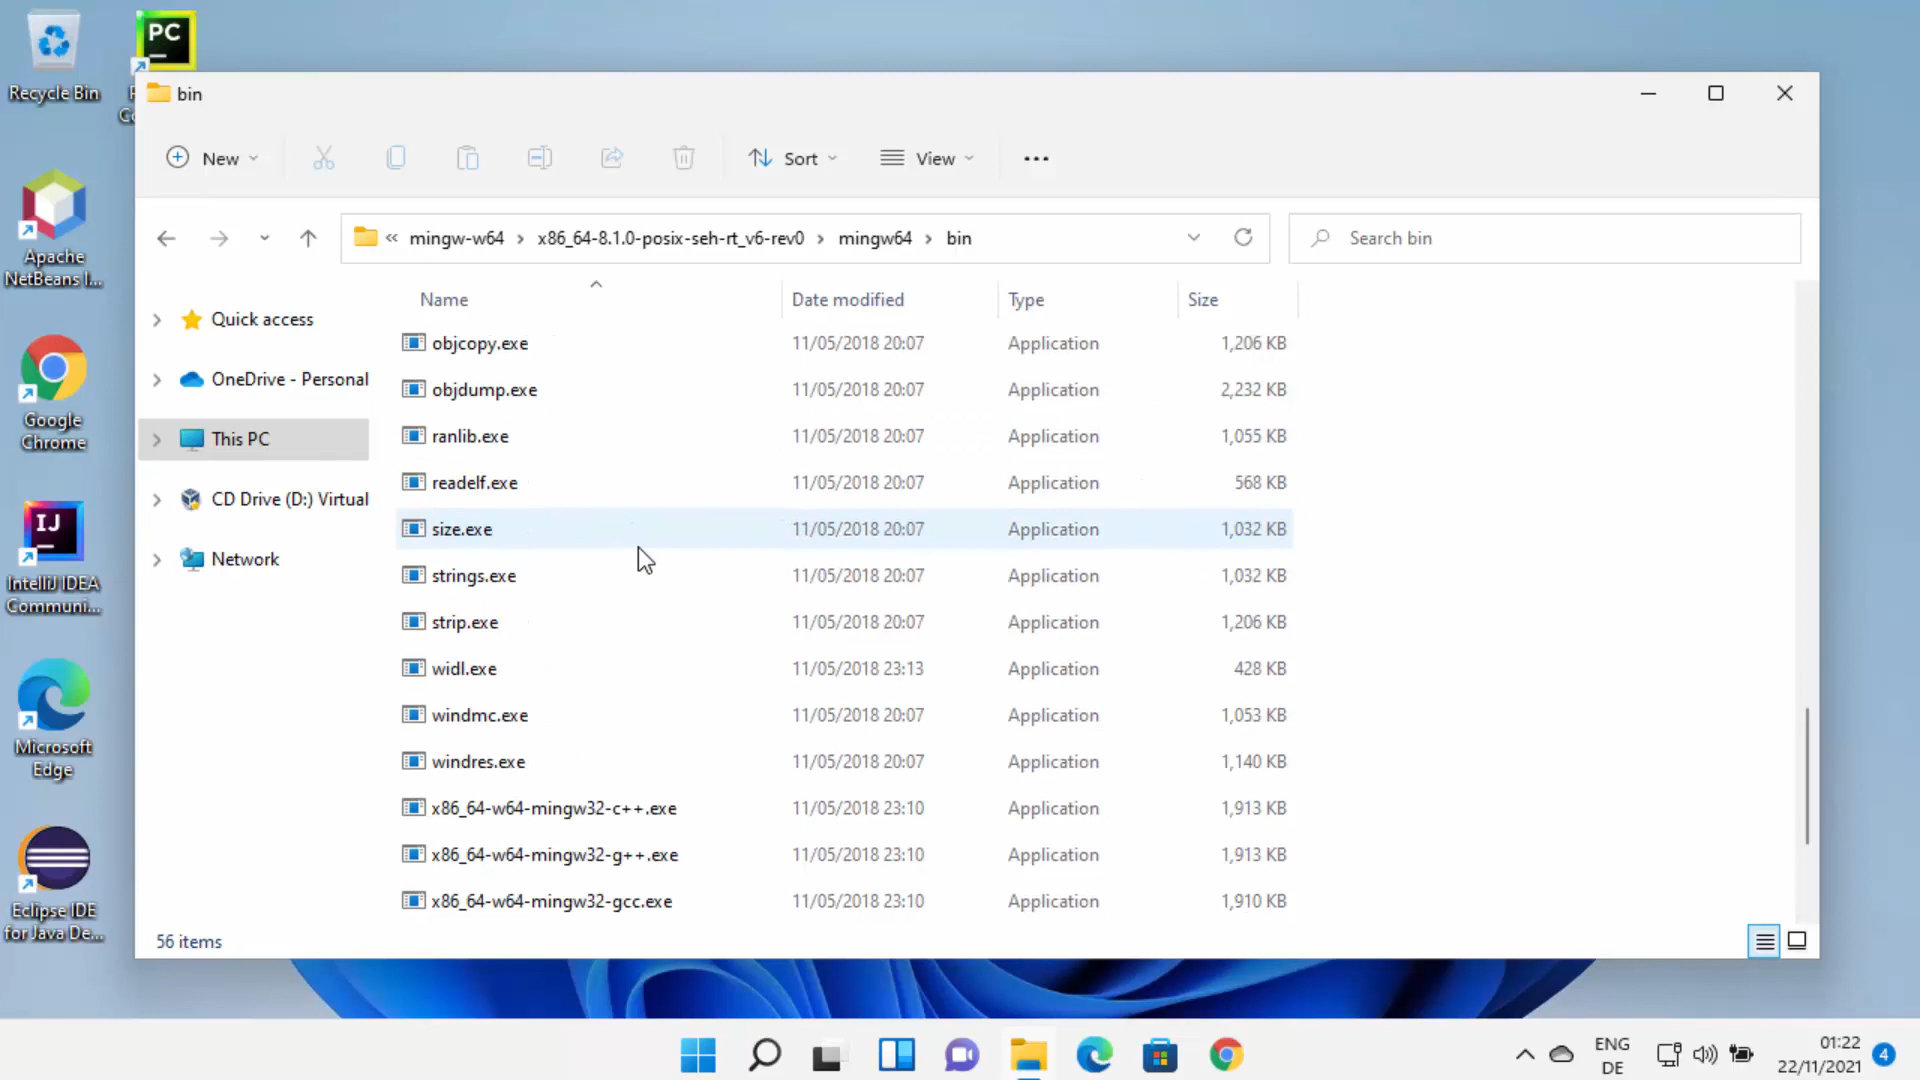 Recycle Bin
PC
bin
New
Sort
View
mingw-w64
x86_64-8.1.0-posix-seh-rt_v6-rev0
mingw64
bin
Search bin
Apache
NetBeans I...
Google
Chrome
IJ
IntelliJ IDEA
Communi...
Microsoft
Edge
Eclipse IDE
for Java De...
Quick access
OneDrive - Personal
This PC
CD Drive (D:) Virtual
Network
Name Date modified Type Size
objcopy.exe 11/05/2018 20:07 Application 1,206 KB
objdump.exe 11/05/2018 20:07 Application 2,232 KB
ranlib.exe 11/05/2018 20:07 Application 1,055 KB
readelf.exe 11/05/2018 20:07 Application 568 KB
size.exe 11/05/2018 20:07 Application 1,032 KB
strings.exe 11/05/2018 20:07 Application 1,032 KB
strip.exe 11/05/2018 20:07 Application 1,206 KB
widl.exe 11/05/2018 23:13 Application 428 KB
windmc.exe 11/05/2018 20:07 Application 1,053 KB
windres.exe 11/05/2018 20:07 Application 1,140 KB
x86_64-w64-mingw32-c++.exe 11/05/2018 23:10 Application 1,913 KB
x86_64-w64-mingw32-g++.exe 11/05/2018 23:10 Application 1,913 KB
x86_64-w64-mingw32-gcc.exe 11/05/2018 23:10 Application 1,910 KB
56 items
ENG
DE
01:22
22/11/2021
4